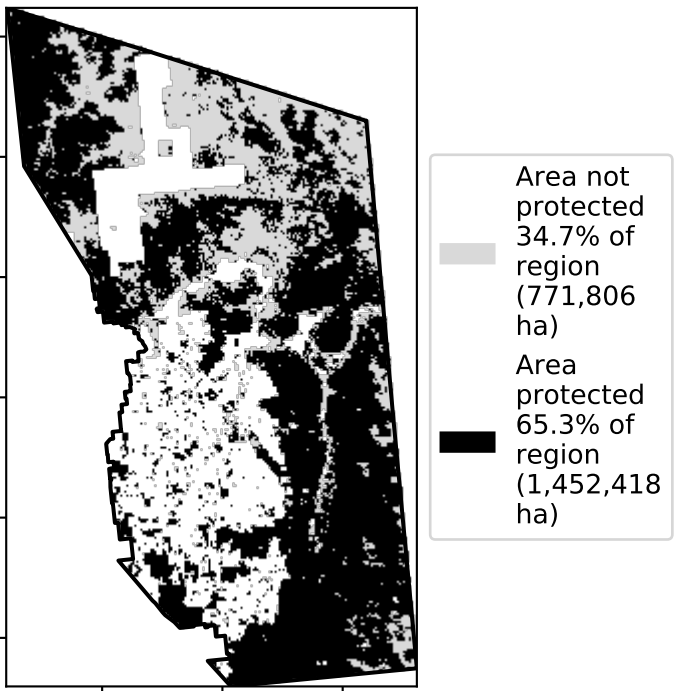 Area not
protected
34.7% of
region
(771,806
ha)
Area
protected
65.3% of
region
(1,452,418
ha)